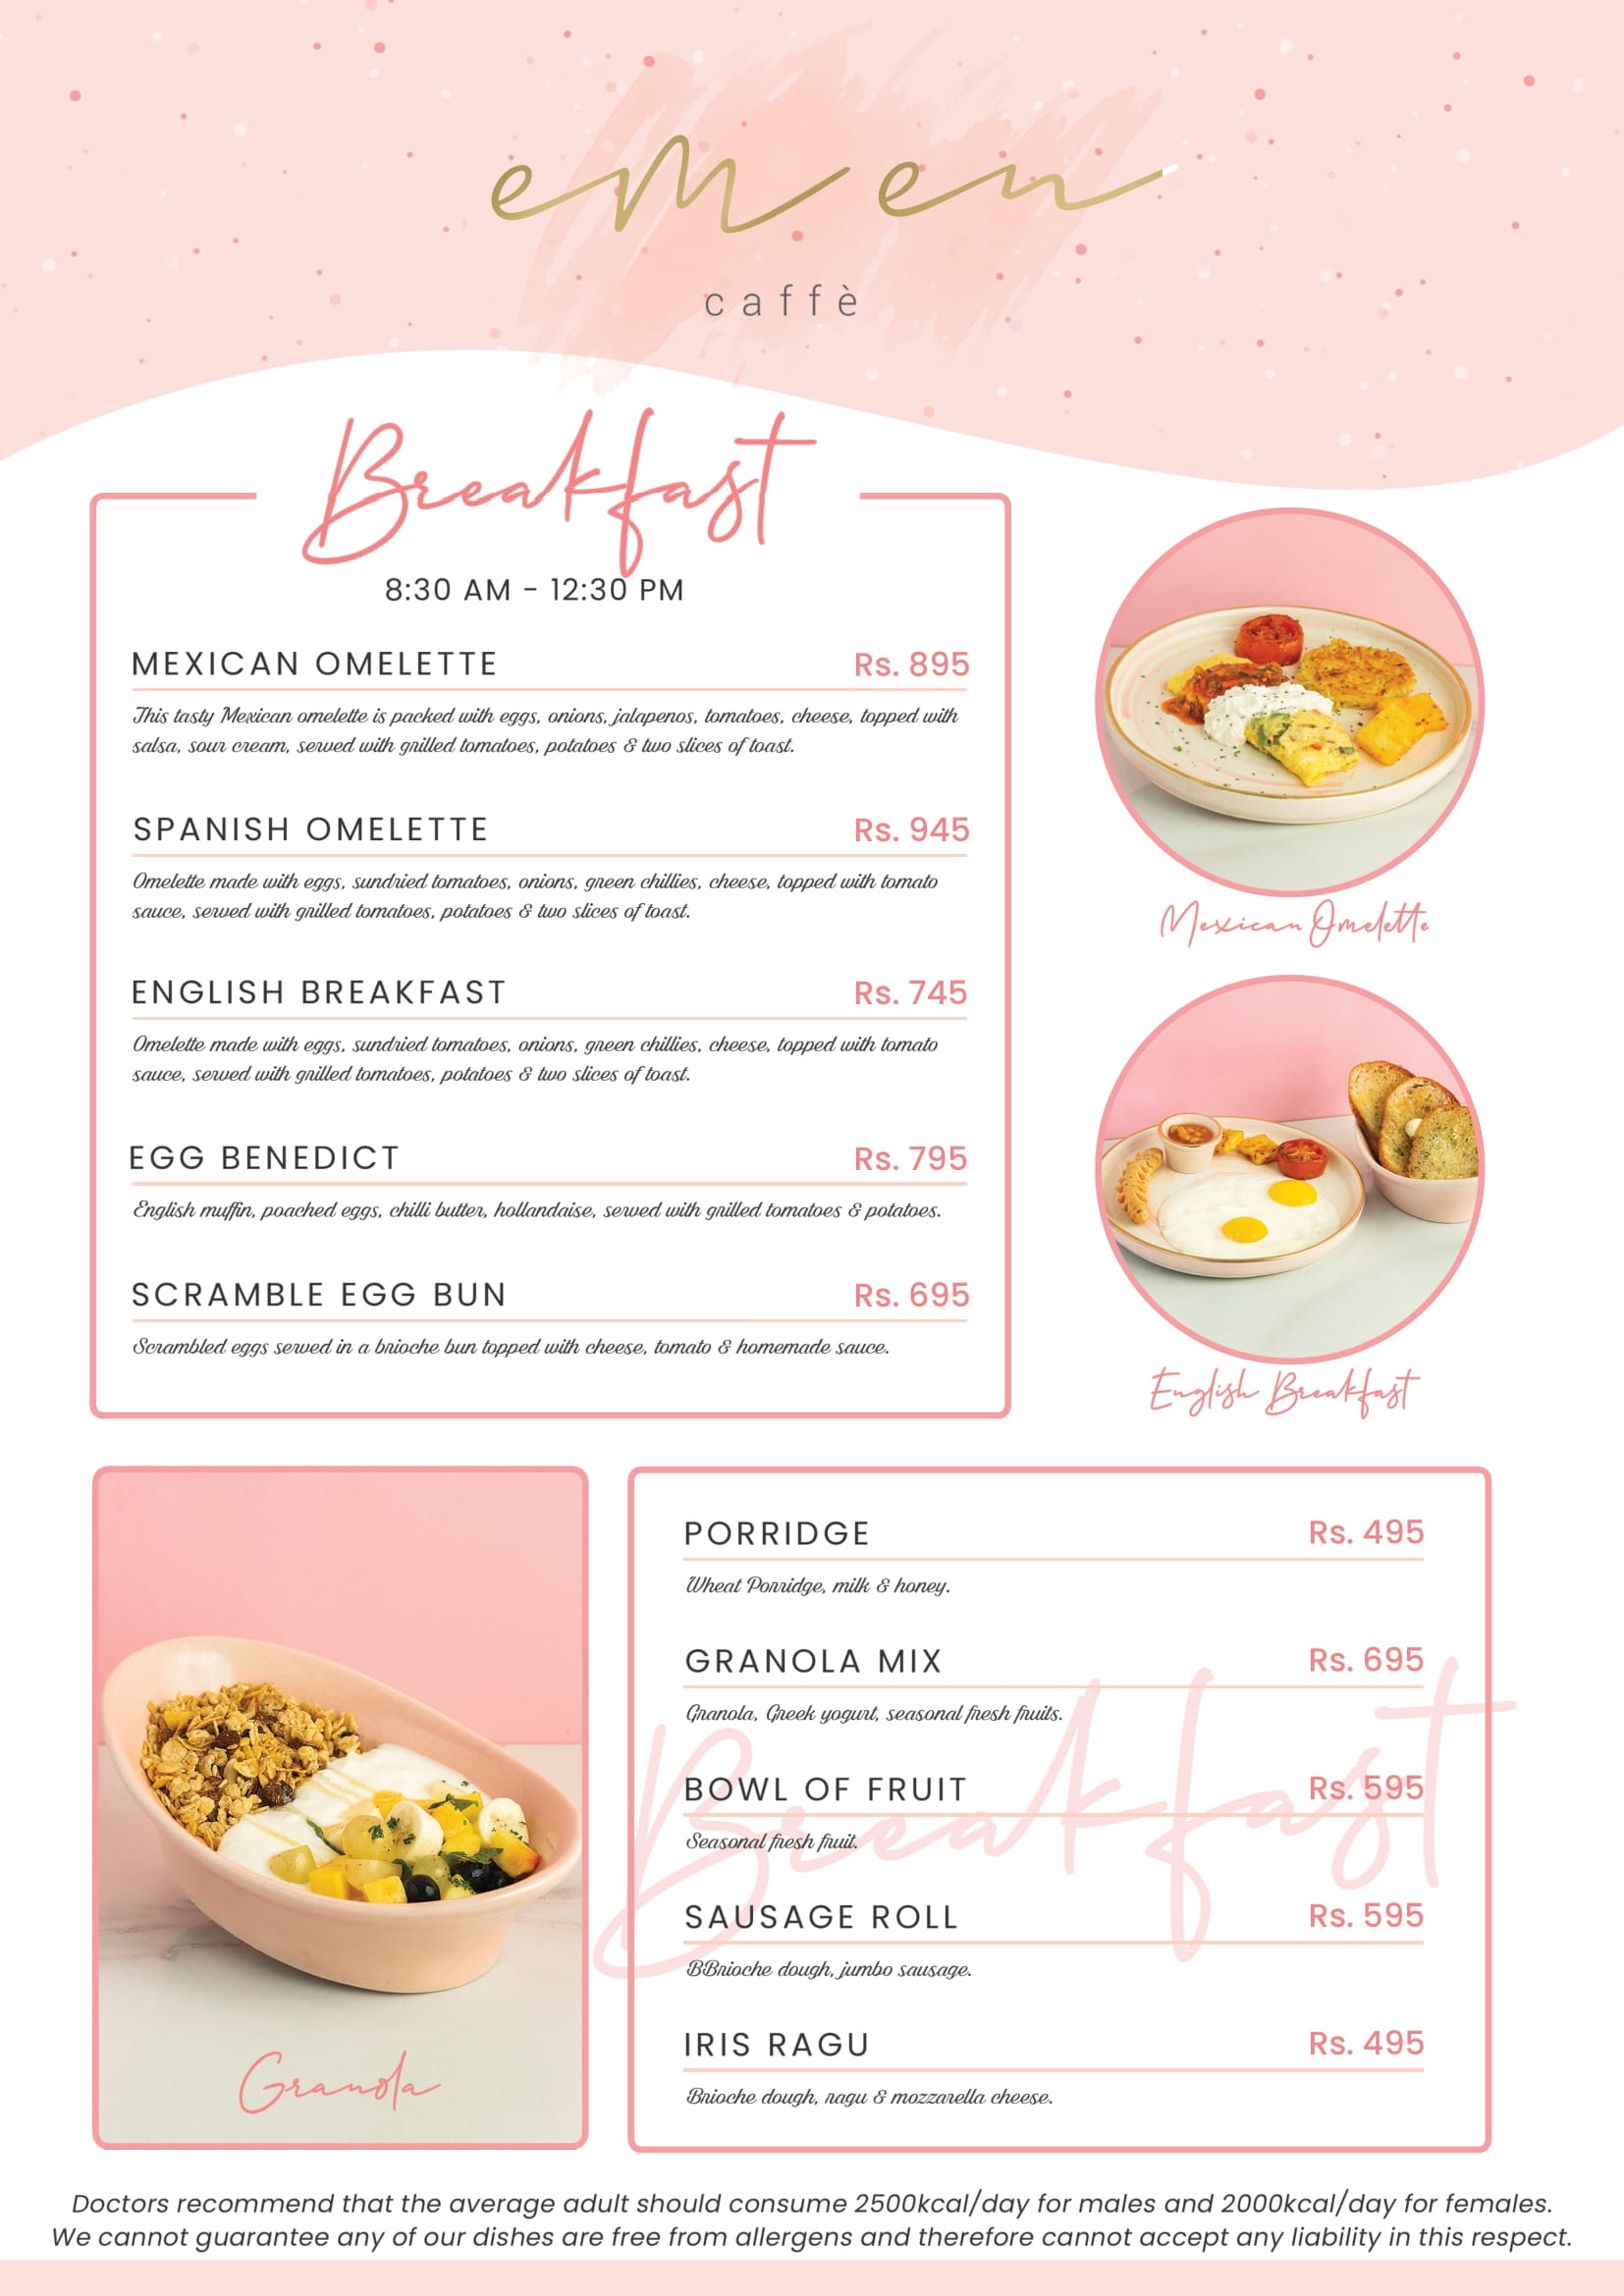 em en
caffè
Breakfast
8:30 AM - 12:30 PM
MEXICAN OMELETTE Rs. 895
This tasty Mexican omelette is packed with eggs, onions, jalapenos, tomatoes, cheese, topped with
salsa, sour cream, served with grilled tomatoes, potatoes & two slices of toast.
SPANISH OMELETTE Rs. 945
Omelette made with eggs, sundried tomatoes, onions, green chillies, cheese, topped with tomato
sauce, served with grilled tomatoes, potatoes & two slices of toast.
ENGLISH BREAKFAST Rs. 745
Omelette made with eggs, sundried tomatoes, onions, green chillies, cheese, topped with tomato
sauce, served with grilled tomatoes, potatoes & two slices of toast.
EGG BENEDICT Rs. 795
English muffin, poached eggs, chilli butter, hollandaise, served with grilled tomatoes & potatoes.
SCRAMBLE EGG BUN Rs. 695
Scrambled eggs served in a brioche bun topped with cheese, tomato & homemade sauce.
Mexican Omelette
English Breakfast
Granola
PORRIDGE Rs. 495
Wheat Porridge, milk & honey.
GRANOLA MIX Rs. 695
Granola, Greek yogurt, seasonal fresh fruits.
BOWL OF FRUIT Rs. 595
Seasonal fresh fruit.
Breakfast
SAUSAGE ROLL Rs. 595
BBrioche dough, jumbo sausage.
IRIS RAGU Rs. 495
Brioche dough, ragu & mozzarella cheese.
Doctors recommend that the average adult should consume 2500kcal/day for males and 2000kcal/day for females.
We cannot guarantee any of our dishes are free from allergens and therefore cannot accept any liability in this respect.